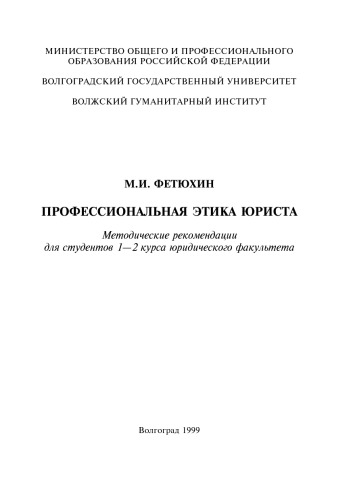 МИНИСТЕРСТВО ОБЩЕГО И ПРОФЕССИОНАЛЬНОГО
ОБРАЗОВАНИЯ РОССИЙСКОЙ ФЕДЕРАЦИИ
ВОЛГОГРАДСКИЙ ГОСУДАРСТВЕННЫЙ УНИВЕРСИТЕТ
ВОЛЖСКИЙ ГУМАНИТАРНЫЙ ИНСТИТУТ
М.И. ФЕТЮХИН
ПРОФЕССИОНАЛЬНАЯ ЭТИКА ЮРИСТА
Методические рекомендации
для студентов 1—2 курса юридического факультета
Волгоград 1999